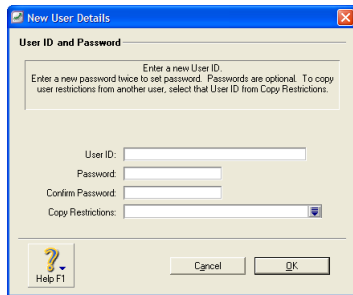 New User Details
User ID and Password
Enter a new User ID.
Enter a new password twice to set password. Passwords are optional. To copy
user restrictions from another user, select that User ID from Copy Restrictions.
User ID:
Password:
Confirm Password:
Copy Restrictions:
Help F1
Cancel
OK